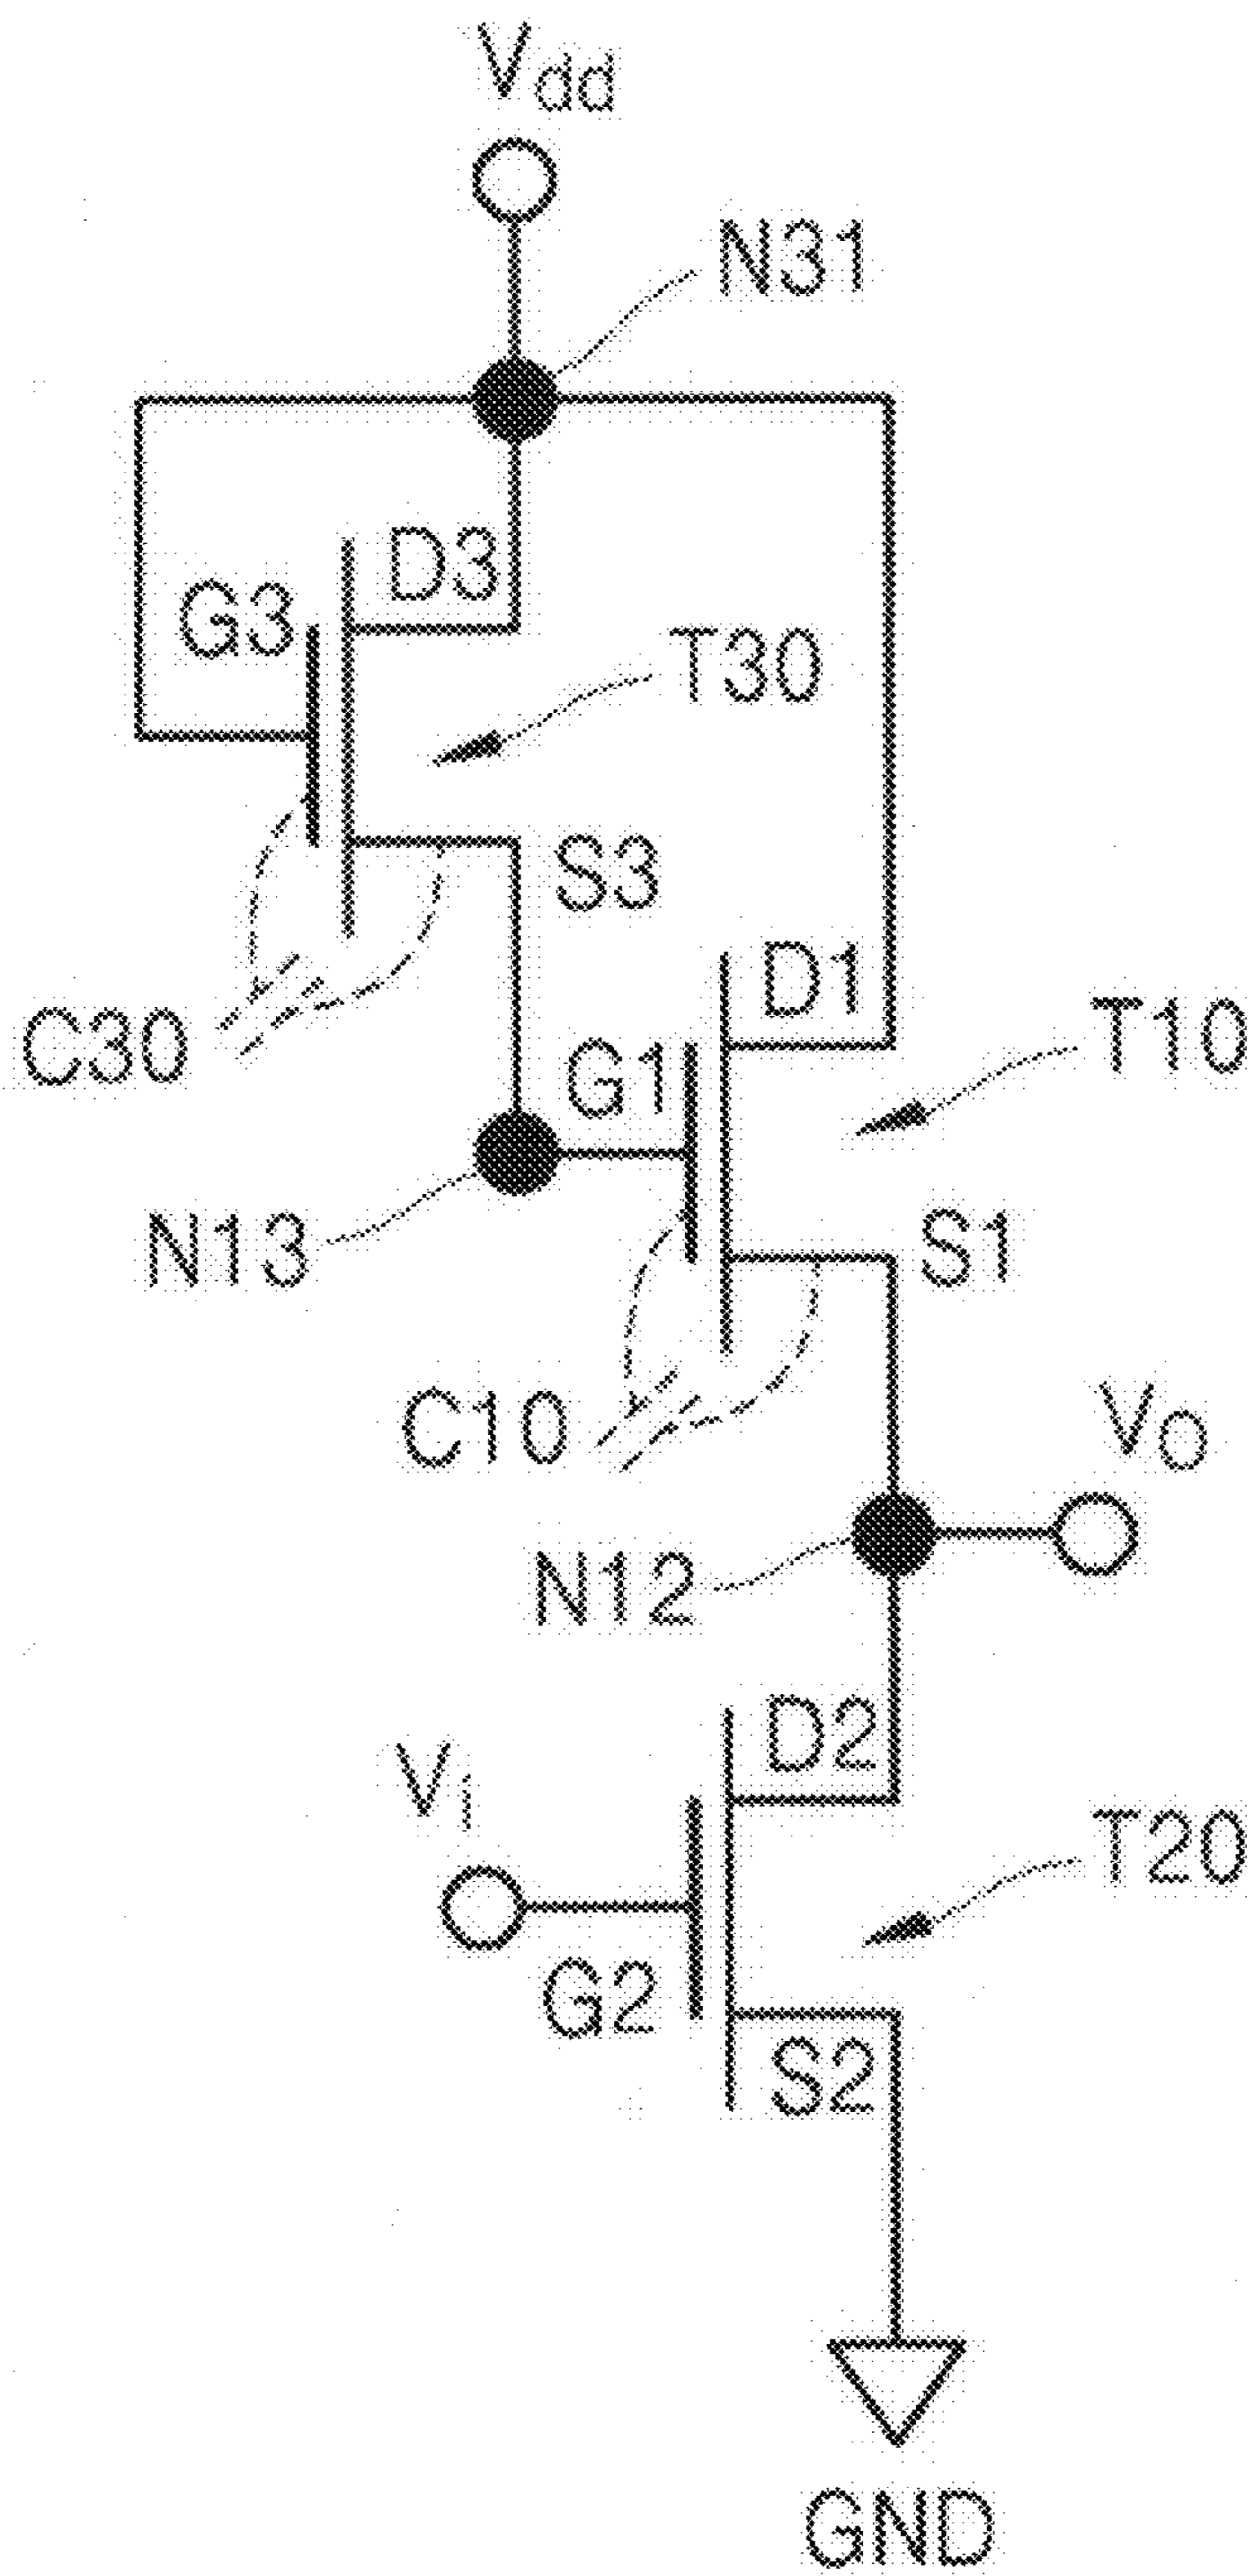 Vdd
N31
D3
G3
T30
S3
D1
C30
G1
T10
N13
S1
C10
VO
N12
D2
Vi
T20
G2
S2
GND